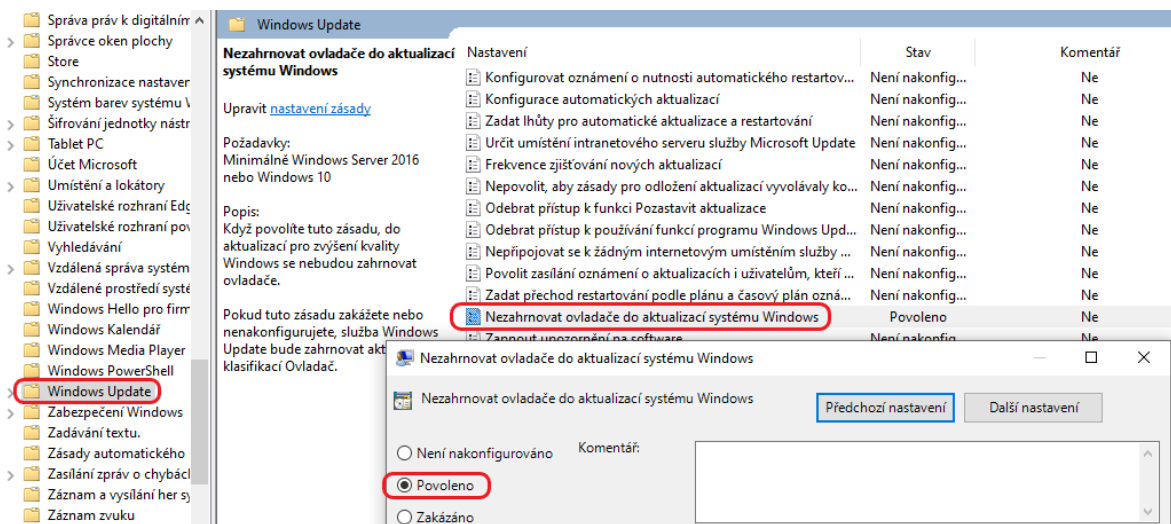 Správa práv k digitálním
Správce oken plochy
Store
Synchronizace nastaven
Systém barev systému
Šifrování jednotky nástr
Tablet PC
Účet Microsoft
Umístění a lokátory
Uživatelské rozhraní Edg
Uživatelské rozhraní pov
Vyhledávání
Vzdálená správa systém
Vzdálené prostředí systé
Windows Hello pro firm
Windows Kalendář
Windows Media Player
Windows PowerShell
Windows Update
Zabezpečení Windows
Zadávání textu.
Zásady automatického
Zasílání zpráv o chybách
Záznam a vysílání her sy
Záznam zvuku
Windows Update
Nezahrnovat ovladače do aktualizací
systému Windows
Upravit nastavení zásady
Požadavky:
Minimálně Windows Server 2016
nebo Windows 10
Popis:
Když povolíte tuto zásadu, do
aktualizací pro zvýšení kvality
Windows se nebudou zahrnovat
ovladače.
Pokud tuto zásadu zakážete nebo
nenakonfigurujete, služba Windows
Update bude zahrnovat akt
klasifikací Ovladač.
Nastavení Stav Komentář
Konfigurovat oznámení o nutnosti automatického restartov... Není nakonfig... Ne
Konfigurace automatických aktualizací Není nakonfig... Ne
Zadat lhůty pro automatické aktualizace a restartování Není nakonfig... Ne
Určit umístění intranetového serveru služby Microsoft Update Není nakonfig... Ne
Frekvence zjišťování nových aktualizací Není nakonfig... Ne
Nepovolit, aby zásady pro odložení aktualizací vyvolávaly ko... Není nakonfig... Ne
Odebrat přístup k funkci Pozastavit aktualizace Není nakonfig... Ne
Odebrat přístup k používání funkcí programu Windows Upd... Není nakonfig... Ne
Nepřipojovat se k žádným internetovým umístěním služby ... Není nakonfig... Ne
Povolit zasílání oznámení o aktualizacích i uživatelům, kteří ... Není nakonfig... Ne
Zadat přechod restartování podle plánu a časový plán ozná... Není nakonfig... Ne
Nezahrnovat ovladače do aktualizací systému Windows Povoleno Ne
Zapnout upozornění na software Není nakonfig Ne
Nezahrnovat ovladače do aktualizací systému Windows
Nezahrnovat ovladače do aktualizací systému Windows
Předchozí nastavení Další nastavení
Není nakonfigurováno Komentář:
Povoleno
Zakázáno